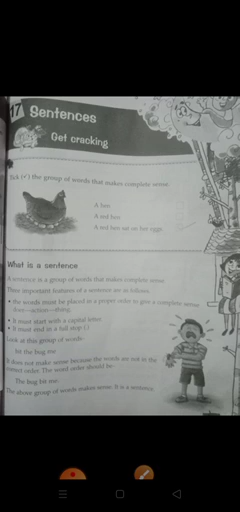 17 Sentences
Get cracking
Tick (✓) the group of words that makes complete sense.
A hen
A red hen
A red hen sat on her eggs
What is a sentence
A sentence is a group of words that makes complete sense
Three important features of a sentence are as follows.
• the words must be placed in a proper order to give a complete sense
doer—action—thing.
• It must start with a capital letter.
• It must end in a full stop (.)
Look at this group of words-
bit the bug me
It does not make sense because the words are not in the
correct order. The word order should be-
The bug bit me.
The above group of words makes sense. It is a sentence.